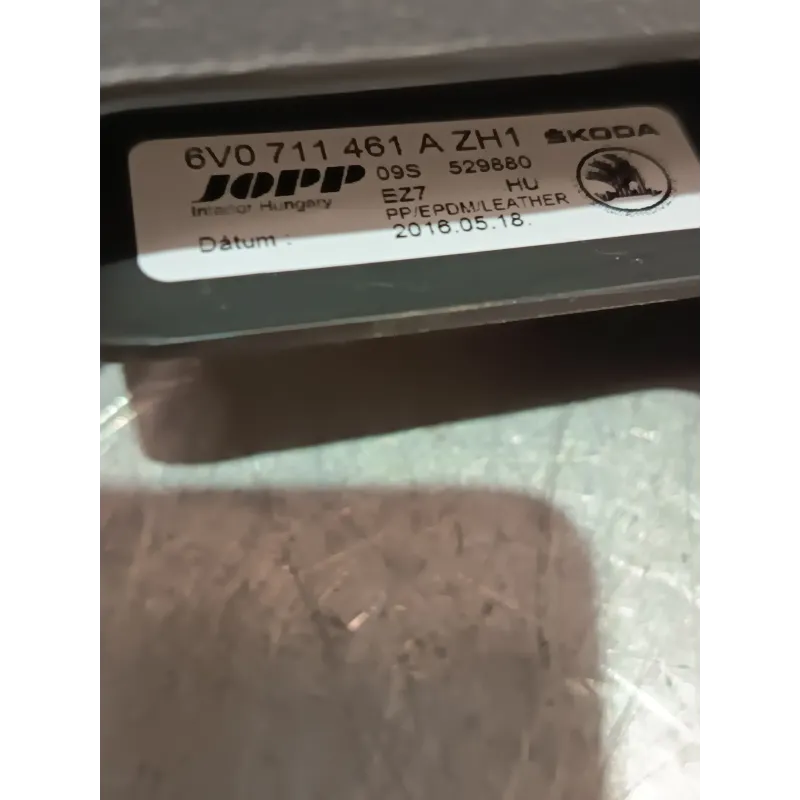 6V0 711 461 A ZH1 ŠKODA
JOPP 09S 529880
Interior Hungary EZ7 HU
PP/EPDM/LEATHER
Dátum : 2016.05.18.